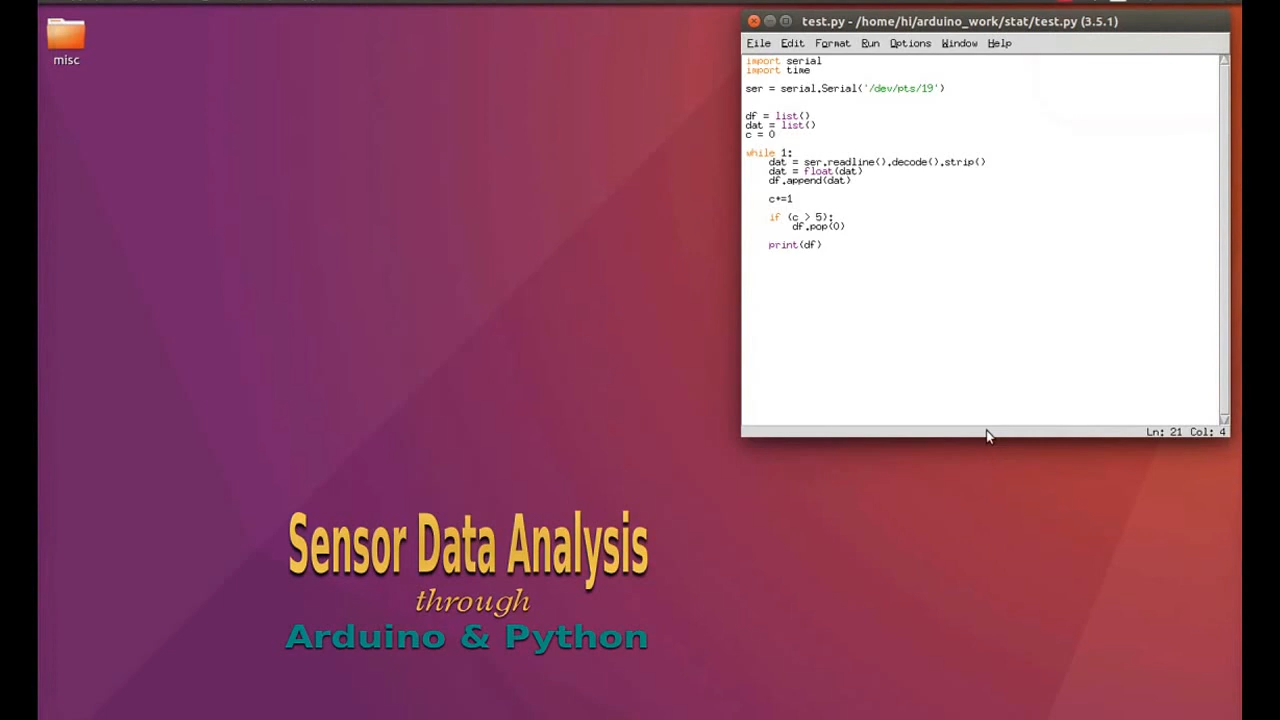 misc
test.py - /home/hi/arduino_work/stat/test.py (3.5.1)
File Edit Format Run Options Window Help
import serial
import time
ser = serial.Serial('/dev/pts/19')
df = list()
dat = list()
c = 0
while 1:
    dat = ser.readline().decode().strip()
    dat = float(dat)
    df.append(dat)
    c+=1
    if (c > 5):
        df.pop(0)
    print(df)
Ln: 21 Col: 4
Sensor Data Analysis
through
Arduino & Python